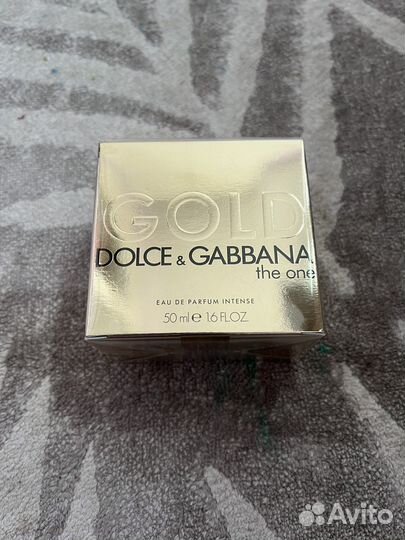 GOLD
DOLCE & GABBANA
the one
EAU DE PARFUM INTENSE
50 ml e 1.6 FL.OZ.
Avito